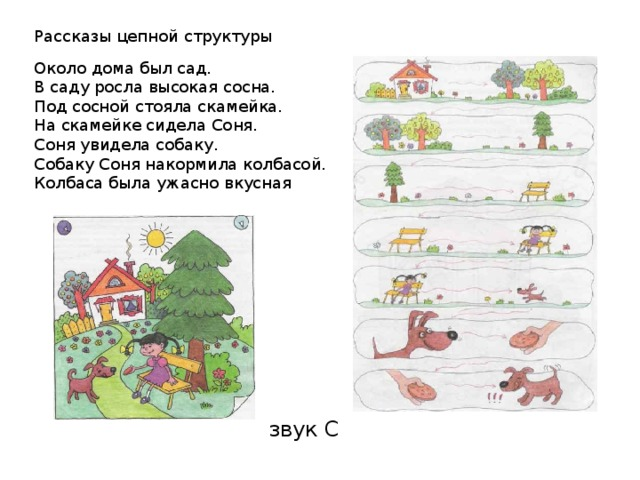 Рассказы цепной структуры
Около дома был сад.
В саду росла высокая сосна.
Под сосной стояла скамейка.
На скамейке сидела Соня.
Соня увидела собаку.
Собаку Соня накормила колбасой.
Колбаса была ужасно вкусная
звук С